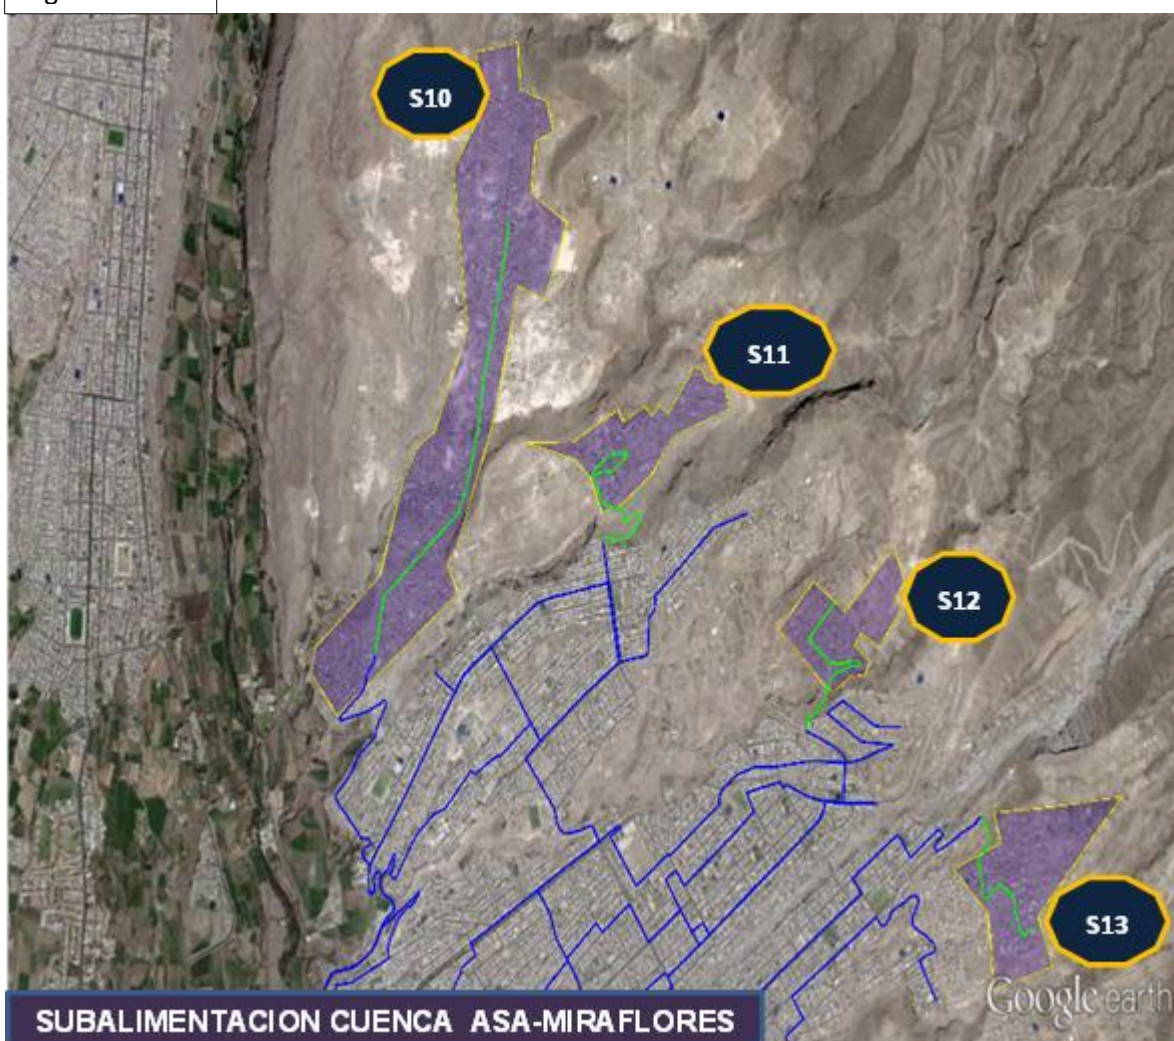 S10
S11
S12
S13
Google earth
SUBALIMENTACION CUENCA ASA-MIRAFLORES